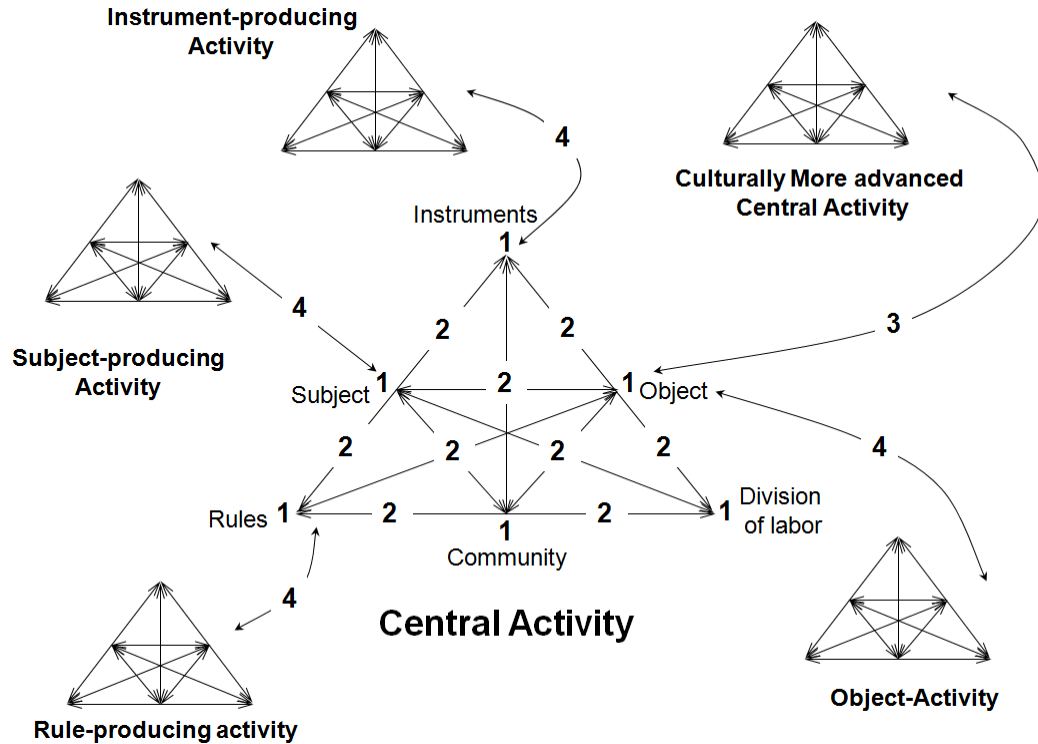 Instrument-producing
Activity
4
Culturally More advanced
Central Activity
Instruments
1
4
2
2
3
Subject-producing
Activity
Subject 1
2
1 Object
2
2
2
2
4
Rules 1
2
1
2
1 Division
of labor
Community
4
Central Activity
Object-Activity
Rule-producing activity